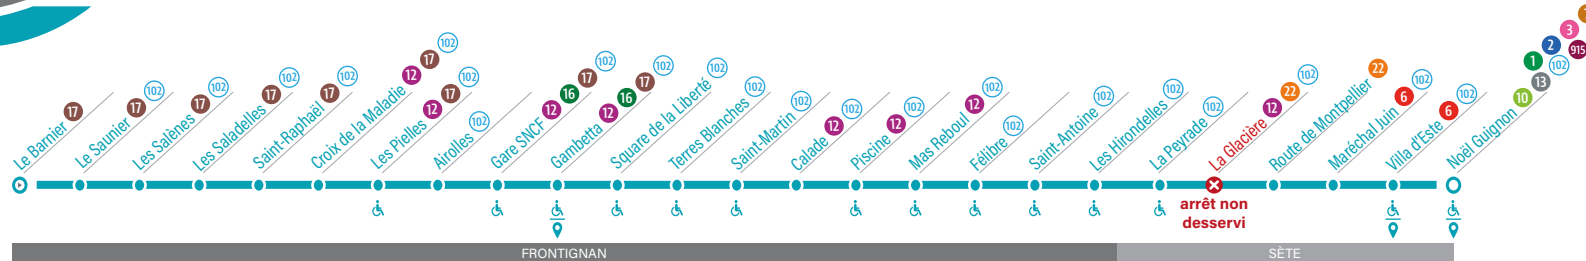 Le Barnier 17
Le Saunier 17 102
Les Salènes 17 102
Les Saladelles 17 102
Saint-Raphaël 17 102
Croix de la Maladie 12 17 102
Les Pielles 12 17 102
Airolles 102
Gare SNCF 12 16 17 102
Gambetta 12 16 17 102
Square de la Liberté 102
Terres Blanches 102
Saint-Martin 102
Calade 12 102
Piscine 12 102
Mas Reboul 12 102
Félibre 102
Saint-Antoine 102
Les Hirondelles 102
La Peyrade 102
La Glacière 12 22 102
Route de Montpellier 22
Maréchal Juin 6 102
Villa d'Este 6 102
Noël Guignon 10 13 102 915
1 2 3
arrêt non
desservi
FRONTIGNAN
SÈTE